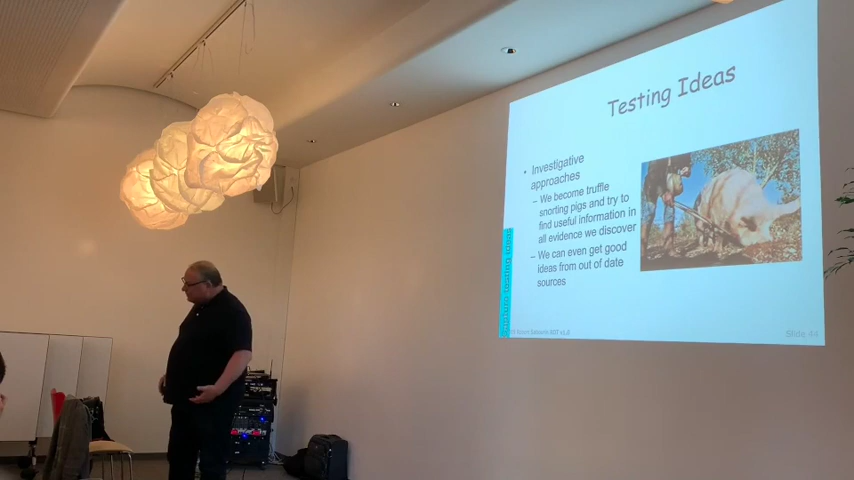 Testing Ideas
• Investigative
approaches
– We become truffle
snorting pigs and try to
find useful information in
all evidence we discover
– We can even get good
ideas from out of date
sources
Slide 44